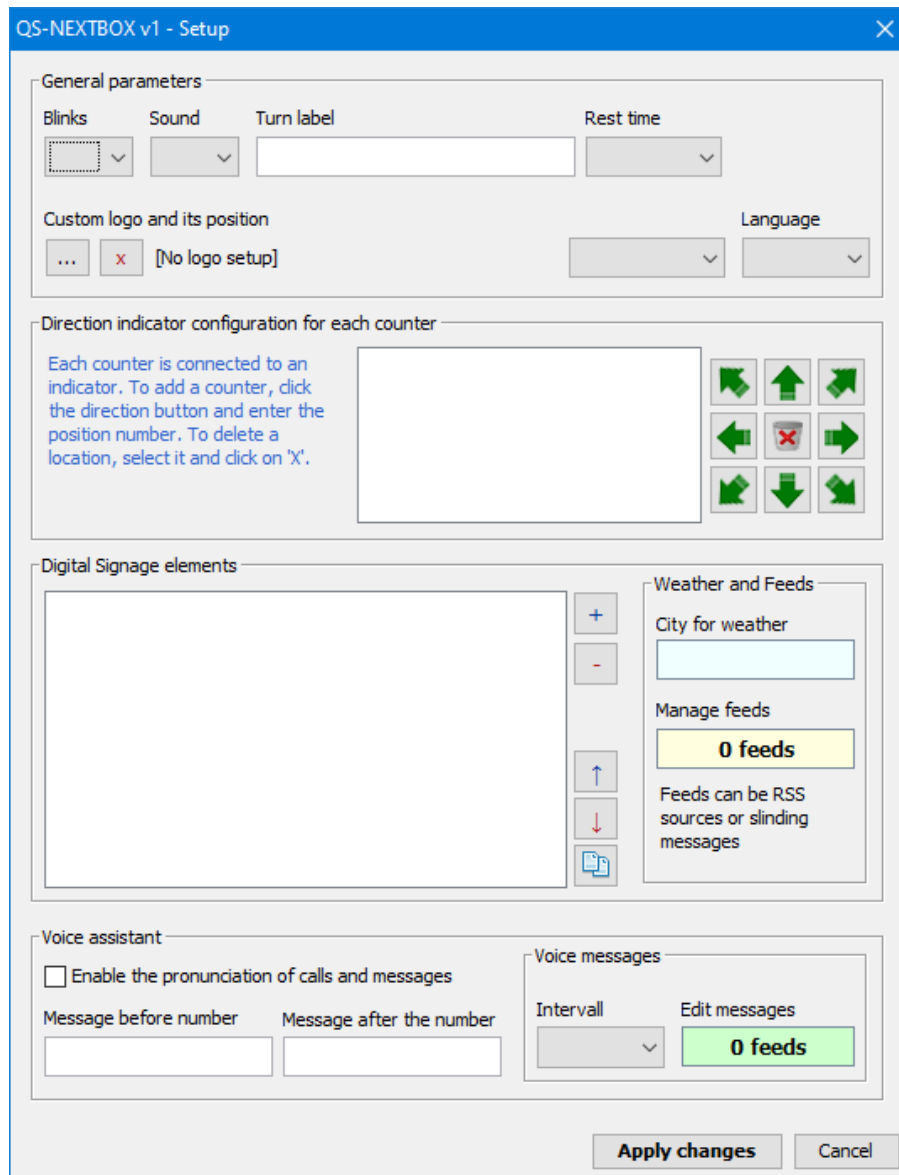 QS-NEXTBOX v1 - Setup
General parameters
Blinks
Sound
Turn label
Rest time
Custom logo and its position
Language
...
x
[No logo setup]
Direction indicator configuration for each counter
Each counter is connected to an
indicator. To add a counter, click
the direction button and enter the
position number. To delete a
location, select it and click on 'X'.
Digital Signage elements
+
-
↑
↓
Weather and Feeds
City for weather
Manage feeds
0 feeds
Feeds can be RSS
sources or slinding
messages
Voice assistant
Enable the pronunciation of calls and messages
Message before number
Message after the number
Voice messages
Intervall
Edit messages
0 feeds
Apply changes
Cancel